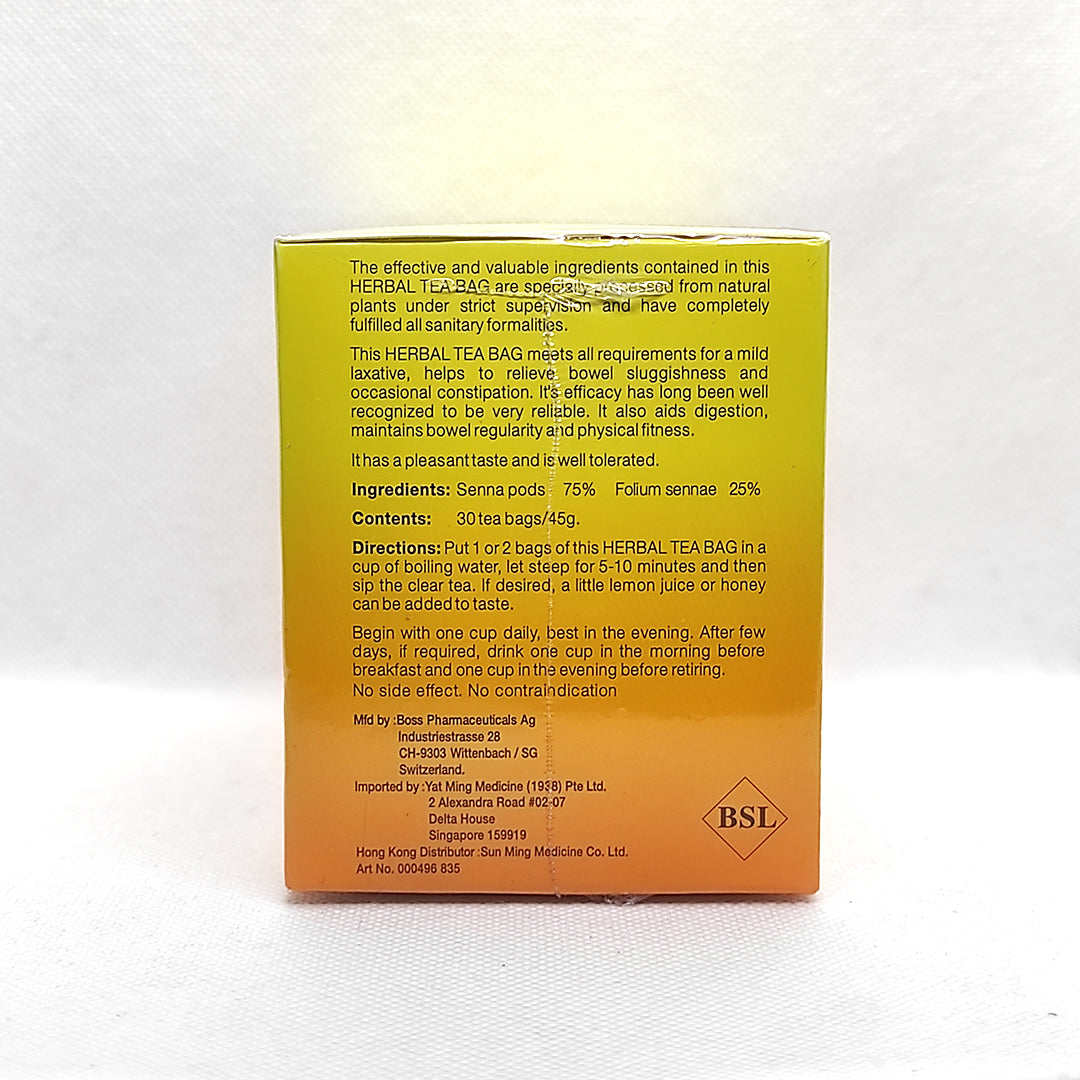 The effective and valuable ingredients contained in this
HERBAL TEA BAG are specially processed from natural
plants under strict supervision and have completely
fulfilled all sanitary formalities.
This HERBAL TEA BAG meets all requirements for a mild
laxative, helps to relieve bowel sluggishness and
occasional constipation. It's efficacy has long been well
recognized to be very reliable. It also aids digestion,
maintains bowel regularity and physical fitness.
It has a pleasant taste and is well tolerated.
Ingredients: Senna pods 75% Folium sennae 25%
Contents: 30 tea bags/45g.
Directions: Put 1 or 2 bags of this HERBAL TEA BAG in a
cup of boiling water, let steep for 5-10 minutes and then
sip the clear tea. If desired, a little lemon juice or honey
can be added to taste.
Begin with one cup daily, best in the evening. After few
days, if required, drink one cup in the morning before
breakfast and one cup in the evening before retiring.
No side effect. No contraindication
Mfd by :Boss Pharmaceuticals Ag
Industriestrasse 28
CH-9303 Wittenbach / SG
Switzerland.
Imported by :Yat Ming Medicine (1938) Pte Ltd.
2 Alexandra Road #02-07
Delta House
Singapore 159919
Hong Kong Distributor :Sun Ming Medicine Co. Ltd.
Art No. 000496 835
BSL